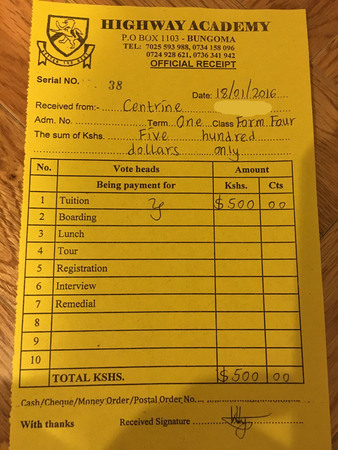 HIGHWAY ACADEMY
P.O BOX 1103 - BUNGOMA
TEL: 7025 593 988, 0734 158 096
0724 928 621, 0736 341 942
OFFICIAL RECEIPT
Serial NO. 38
Date: 18/01/2016
Received from:- Centrine
Adm. No. Term One Class Form Four
The sum of Kshs. Five hundred
dollars only
No. Vote heads Amount
Being payment for Kshs. Cts
1 Tuition $500 00
2 Boarding
3 Lunch
4 Tour
5 Registration
6 Interview
7 Remedial
8
9
10
TOTAL KSHS. $500 00
Cash/Cheque/Money Order/Postal Order No.
With thanks Received Signature